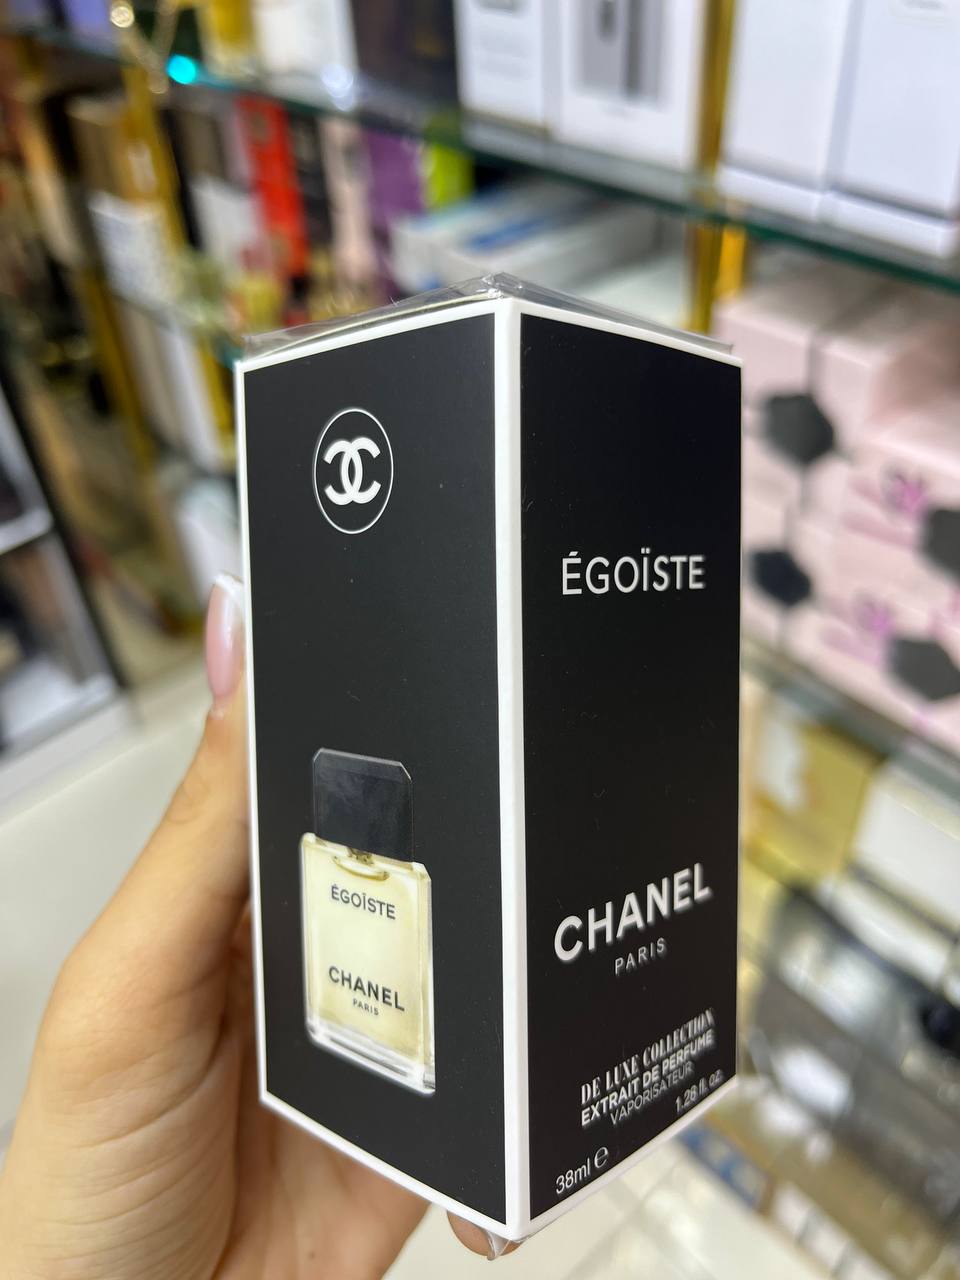 ÉGOÏSTE
CHANEL
PARIS
ÉGOÏSTE
CHANEL
PARIS
DE LUXE COLLECTION
EXTRAIT DE PERFUME
VAPORISATEUR
38ml e 1.28 fl. oz.